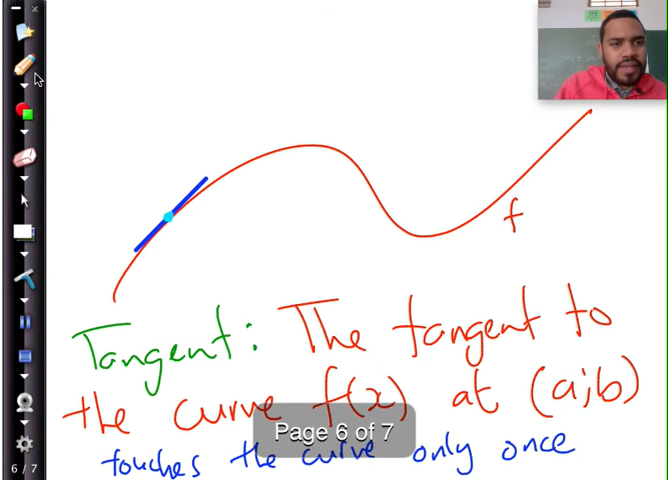 f
Tangent: The tangent to
the curve f(x) at (a;b)
Page 6 of 7
touches the curve only once
6 / 7